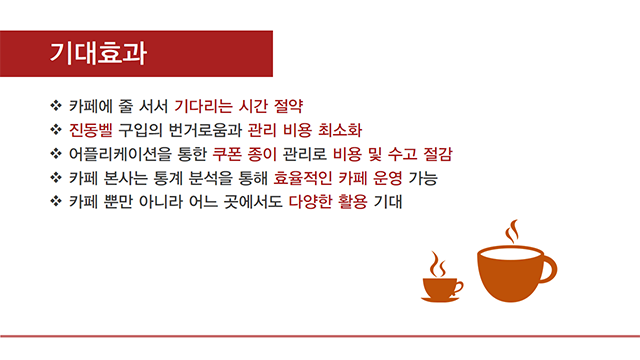 기대효과
❖ 카페에 줄 서서 기다리는 시간 절약
❖ 진동벨 구입의 번거로움과 관리 비용 최소화
❖ 어플리케이션을 통한 쿠폰 종이 관리로 비용 및 수고 절감
❖ 카페 본사는 통계 분석을 통해 효율적인 카페 운영 가능
❖ 카페 뿐만 아니라 어느 곳에서도 다양한 활용 기대